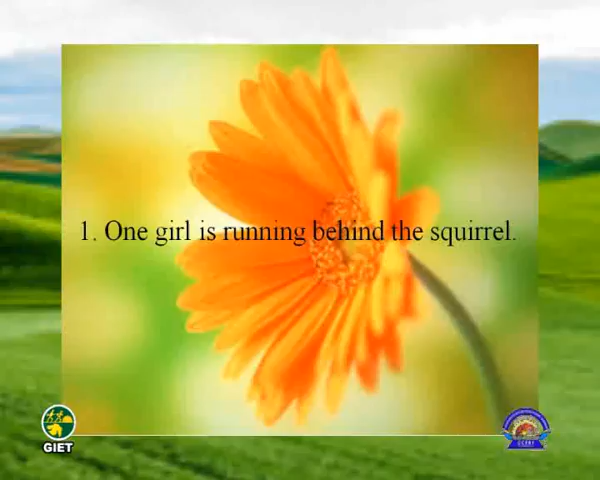 1. One girl is running behind the squirrel.
GIET